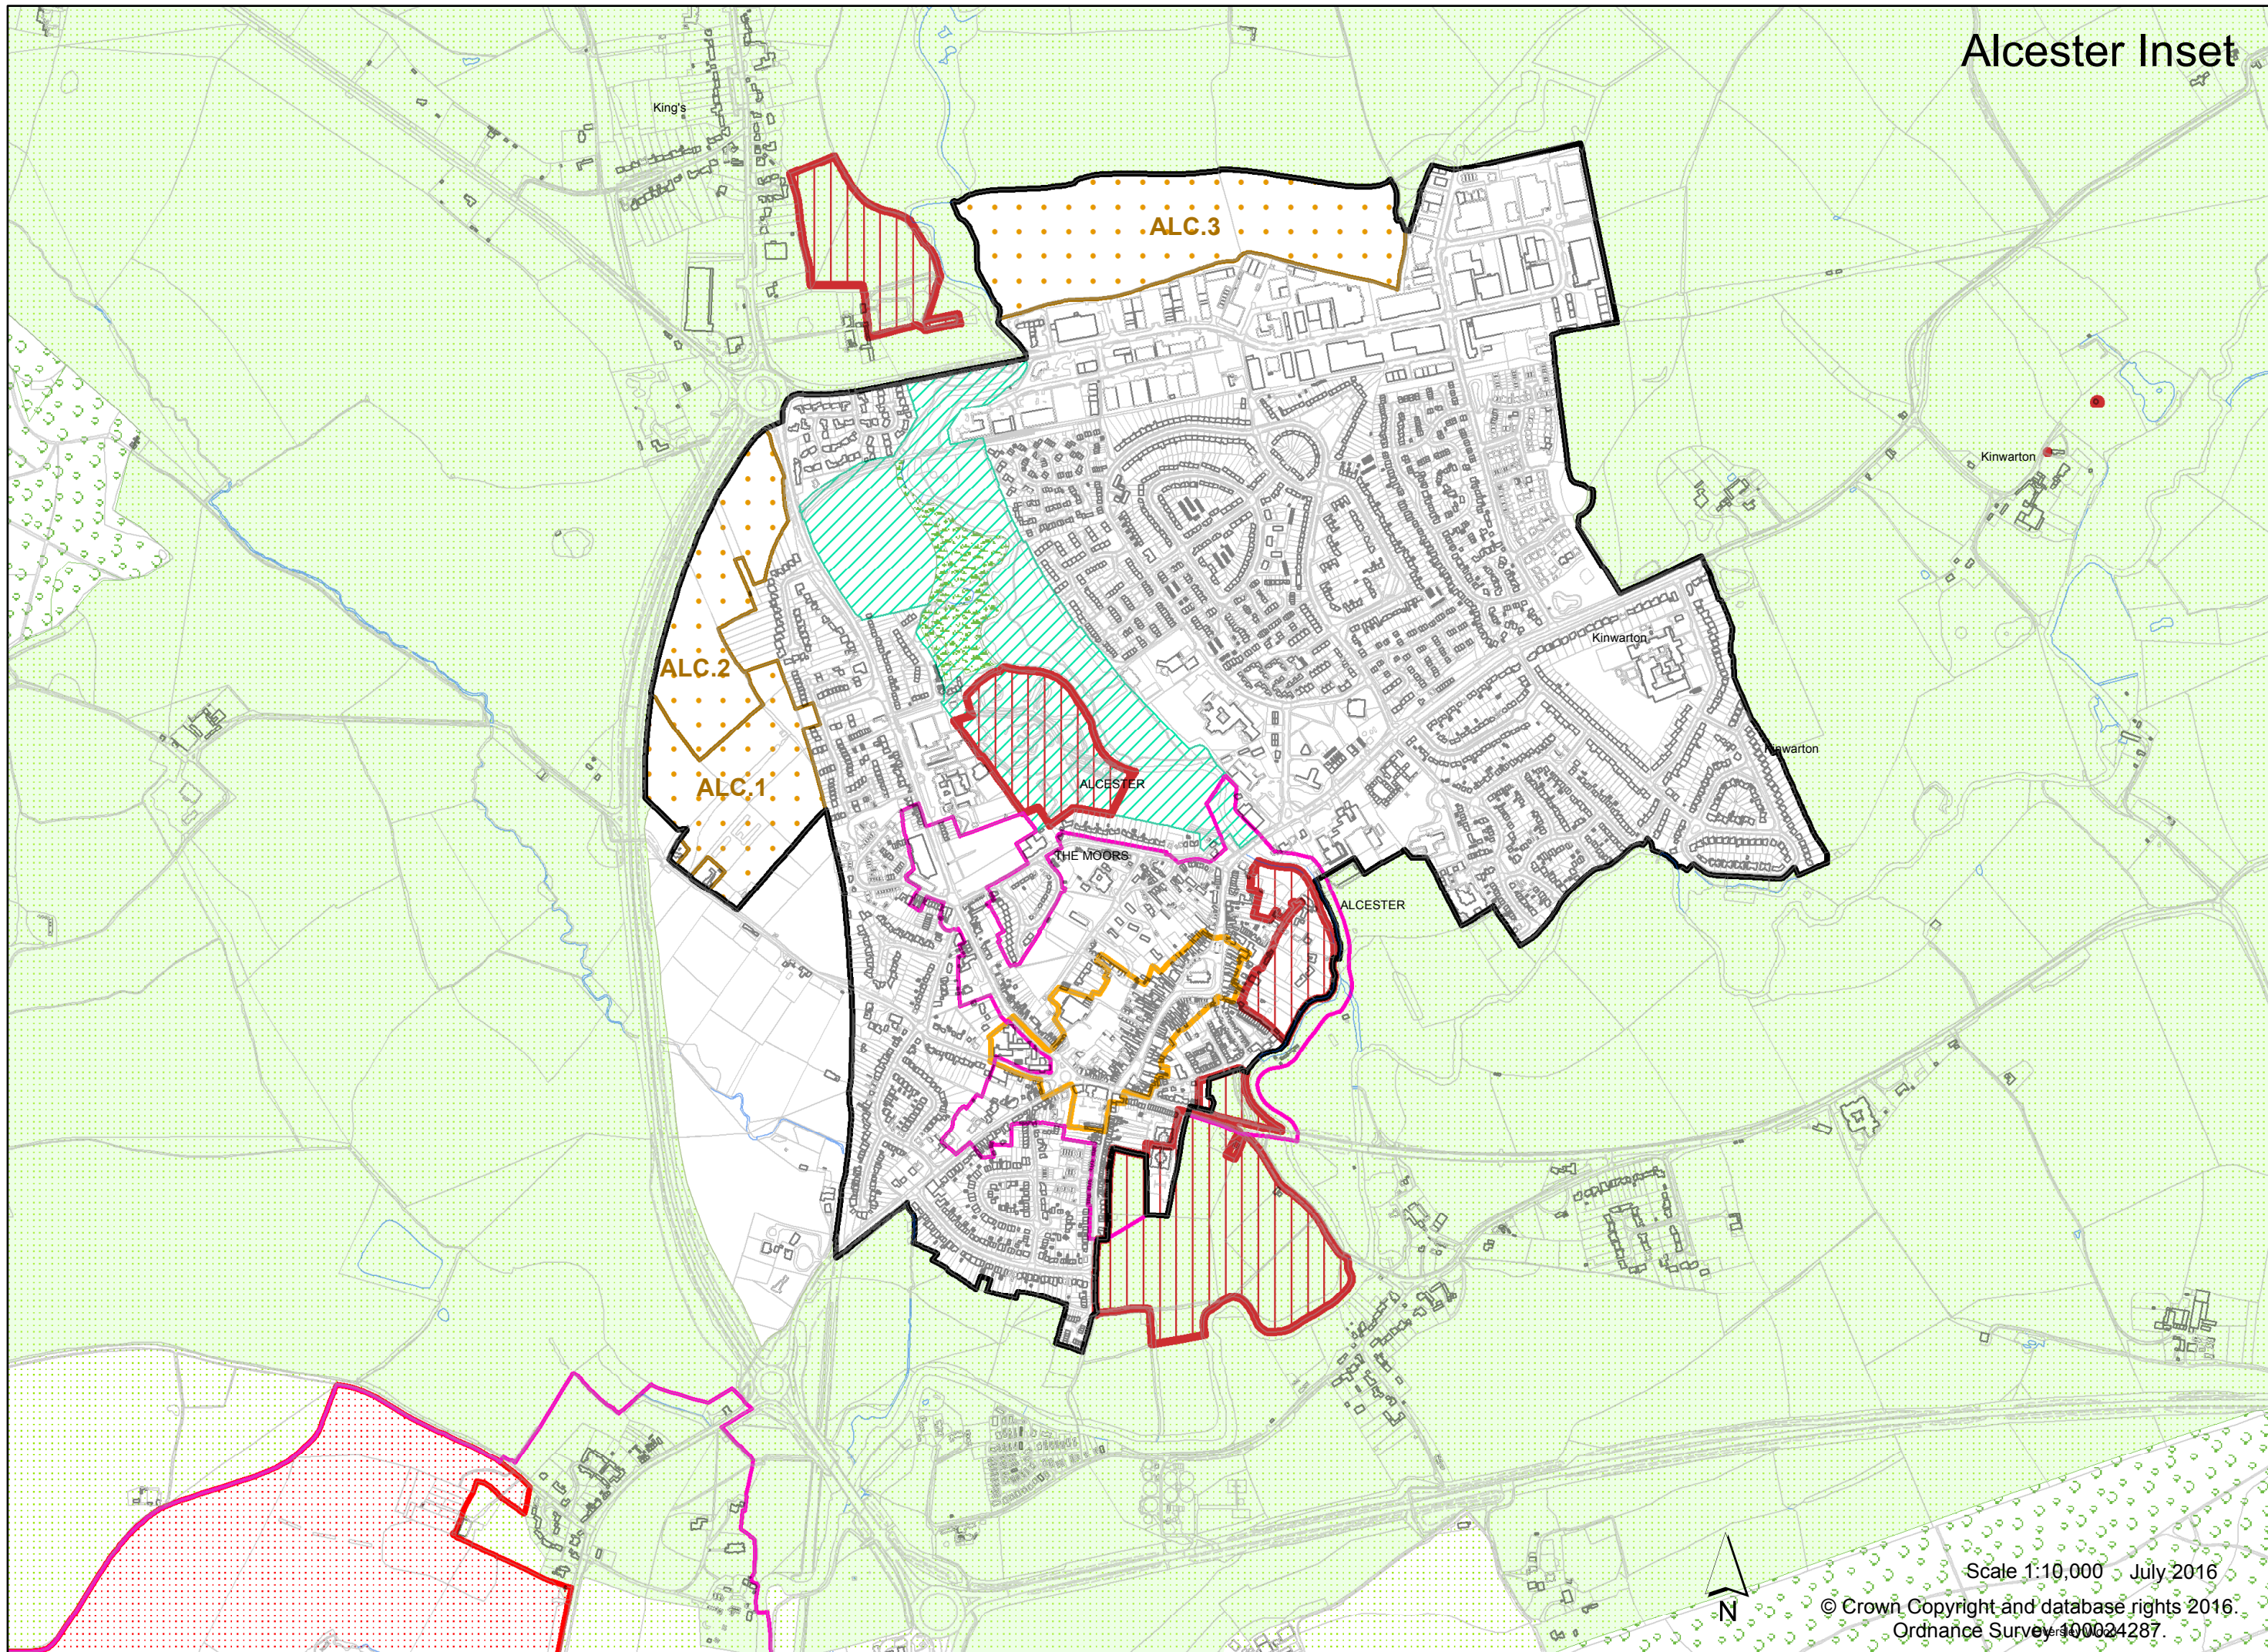 Alcester Inset
King's
ALC.3
Kinwarton
Kinwarton
ALC.2
Kinwarton
ALCESTER
ALC.1
THE MOORS
ALCESTER
Scale 1:10,000 July 2016
N
© Crown Copyright and database rights 2016.
Ordnance Survey 100024287.